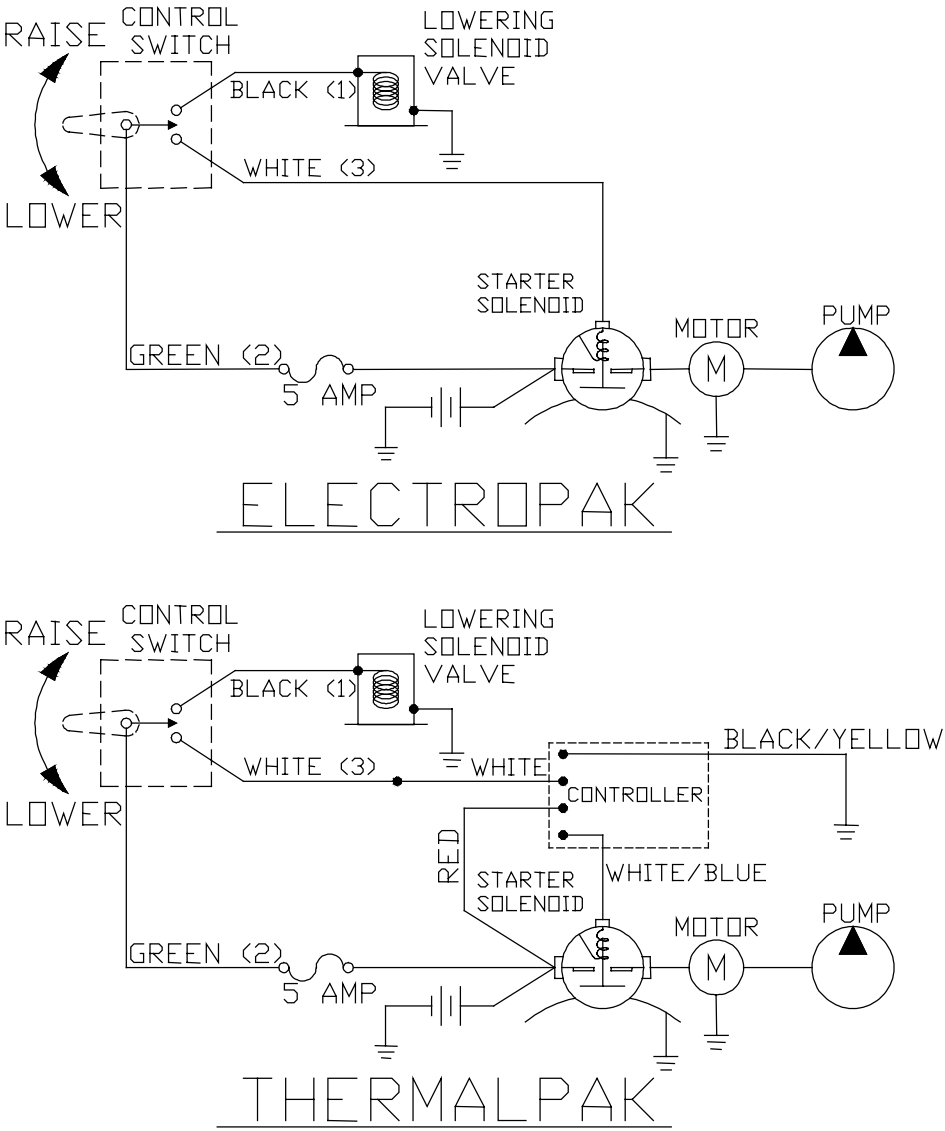 RAISE
CONTROL
SWITCH
LOWERING
SOLENOID
VALVE
BLACK (1)
WHITE (3)
LOWER
STARTER
SOLENOID
MOTOR
PUMP
GREEN (2)
5 AMP
M
ELECTROPAK
RAISE
CONTROL
SWITCH
LOWERING
SOLENOID
VALVE
BLACK (1)
BLACK/YELLOW
WHITE (3)
WHITE
CONTROLLER
LOWER
RED
WHITE/BLUE
STARTER
SOLENOID
MOTOR
PUMP
GREEN (2)
5 AMP
M
THERMALPAK